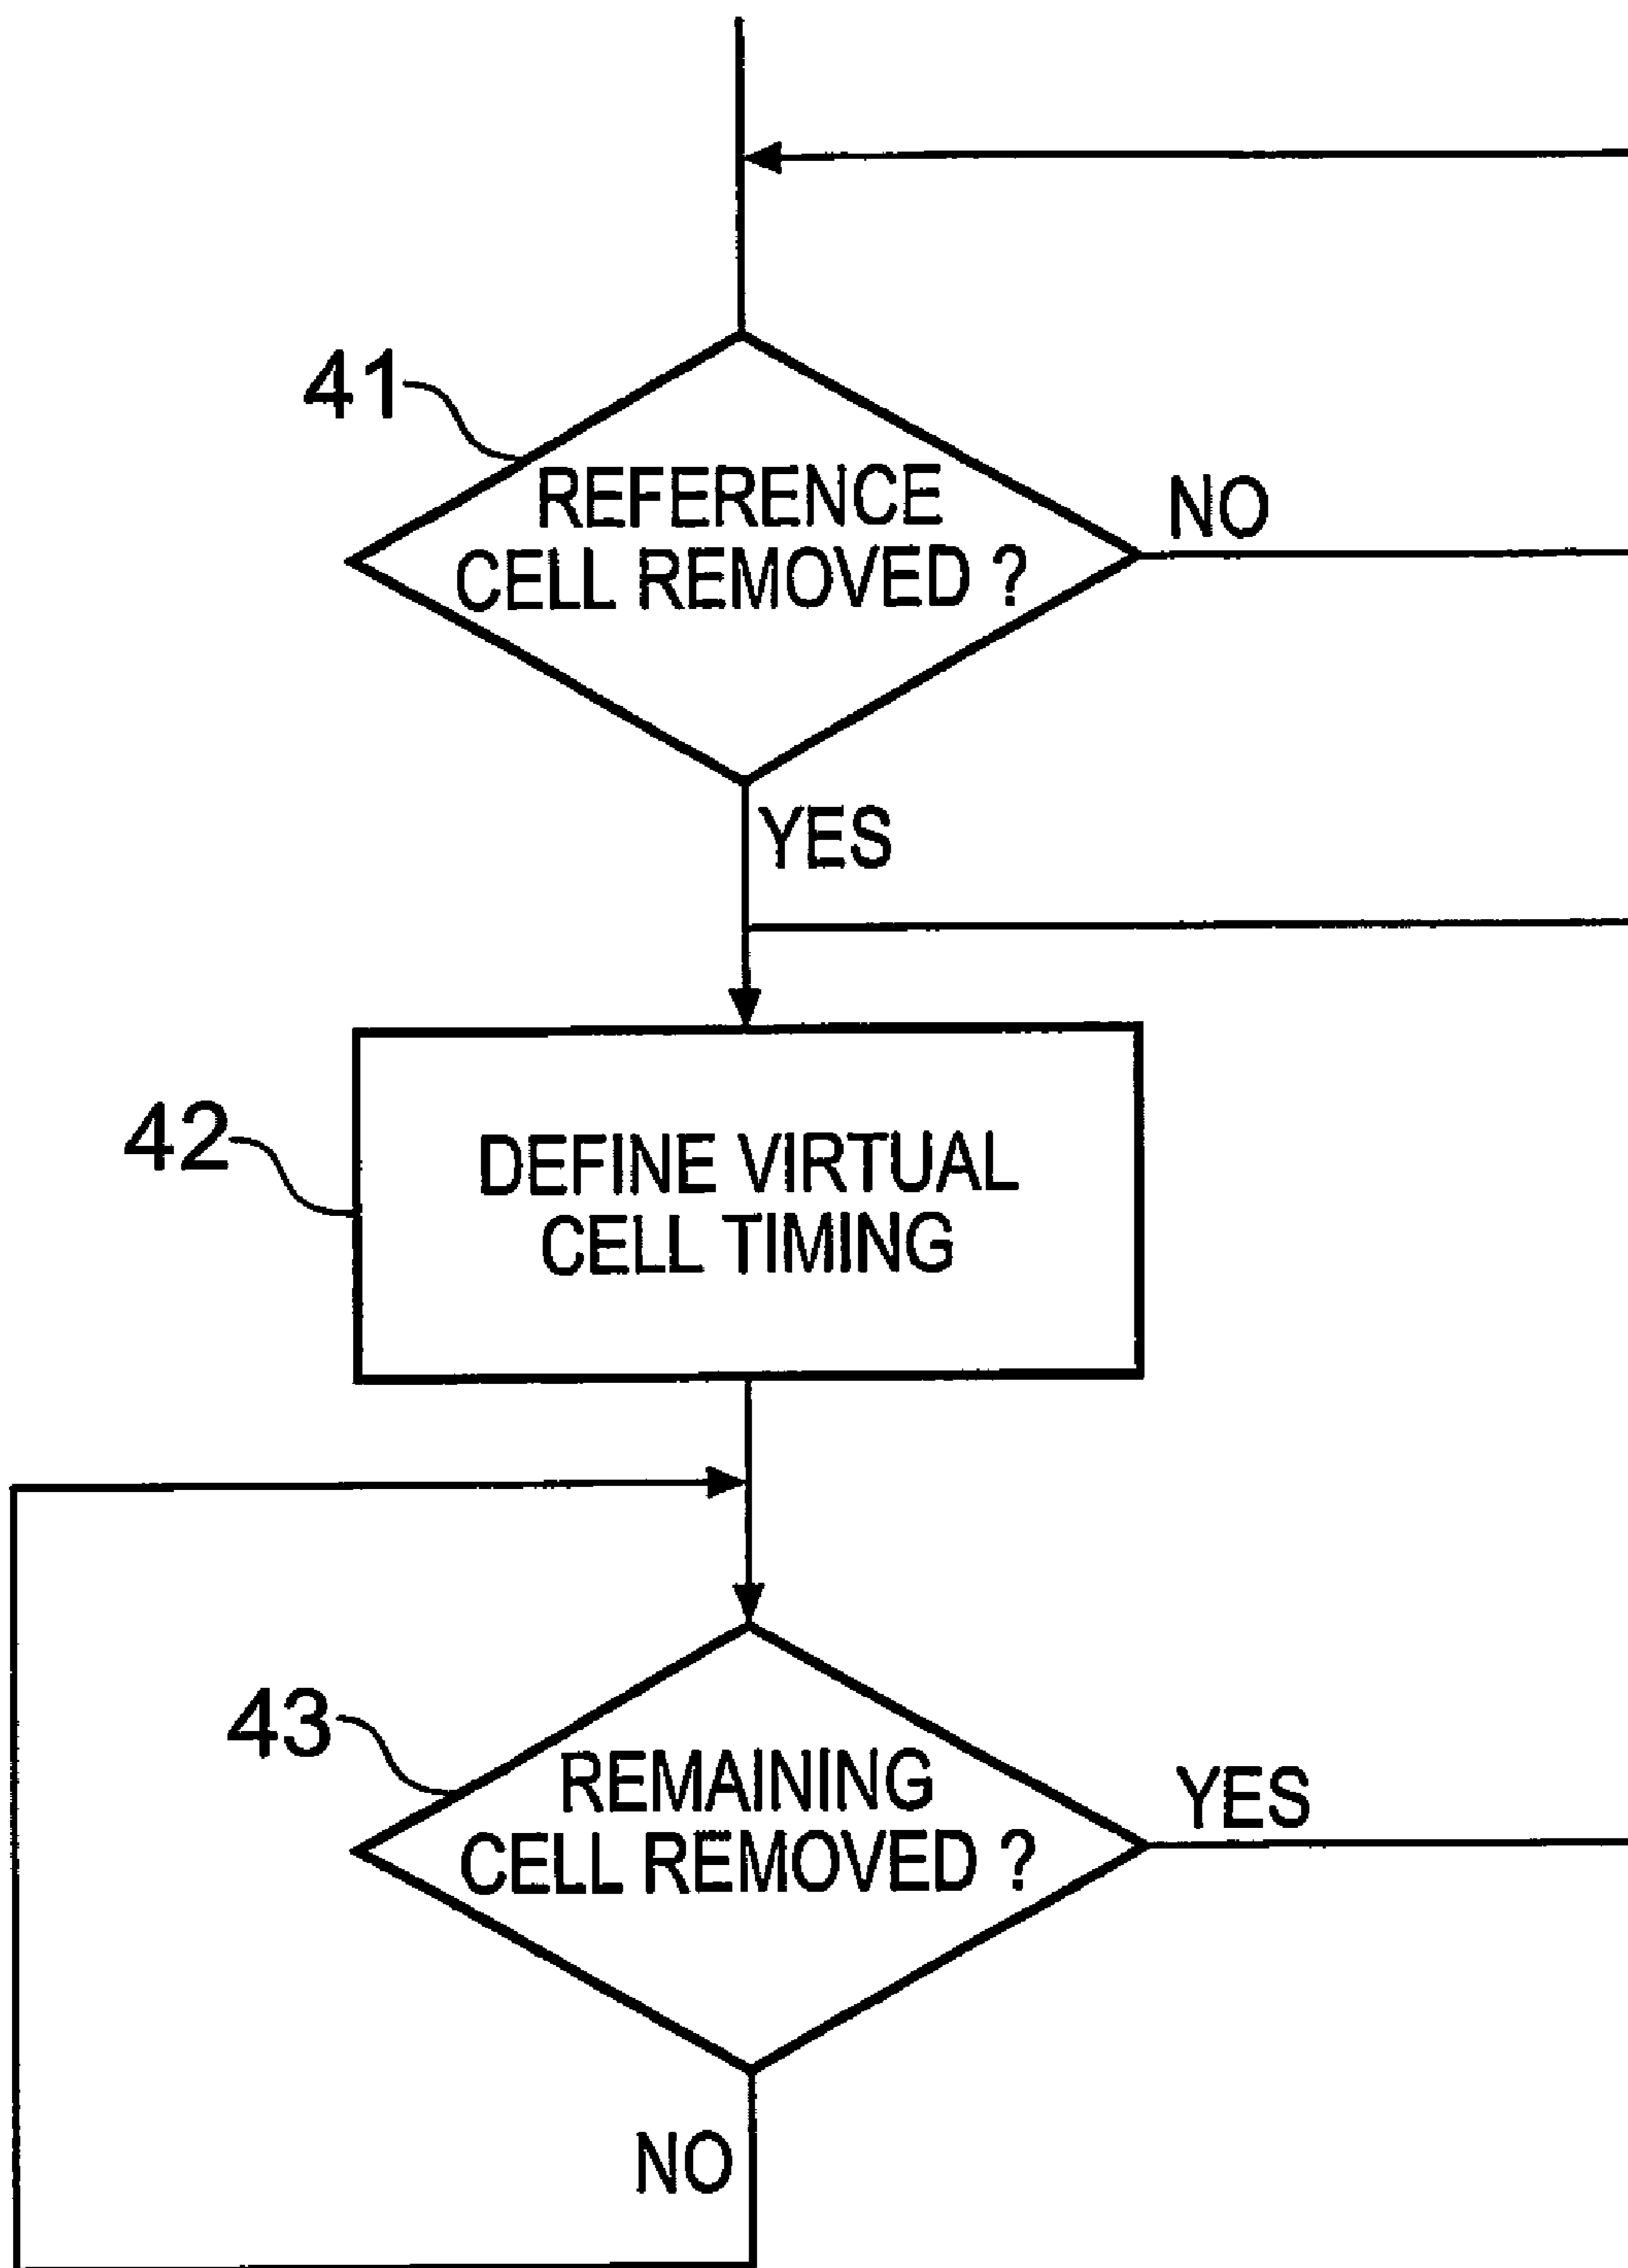 41
REFERENCE
CELL REMOVED ?
NO
YES
42
DEFINE VIRTUAL
CELL TIMING
43
REMAINING
CELL REMOVED ?
YES
NO